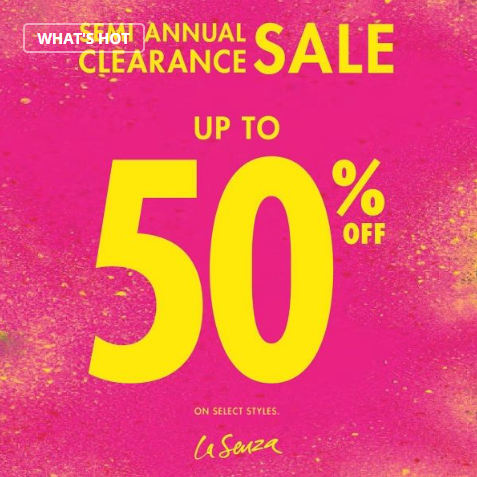 SEMI ANNUAL
WHAT'S HOT
CLEARANCE SALE
UP TO
50%
OFF
ON SELECT STYLES.
La Senza